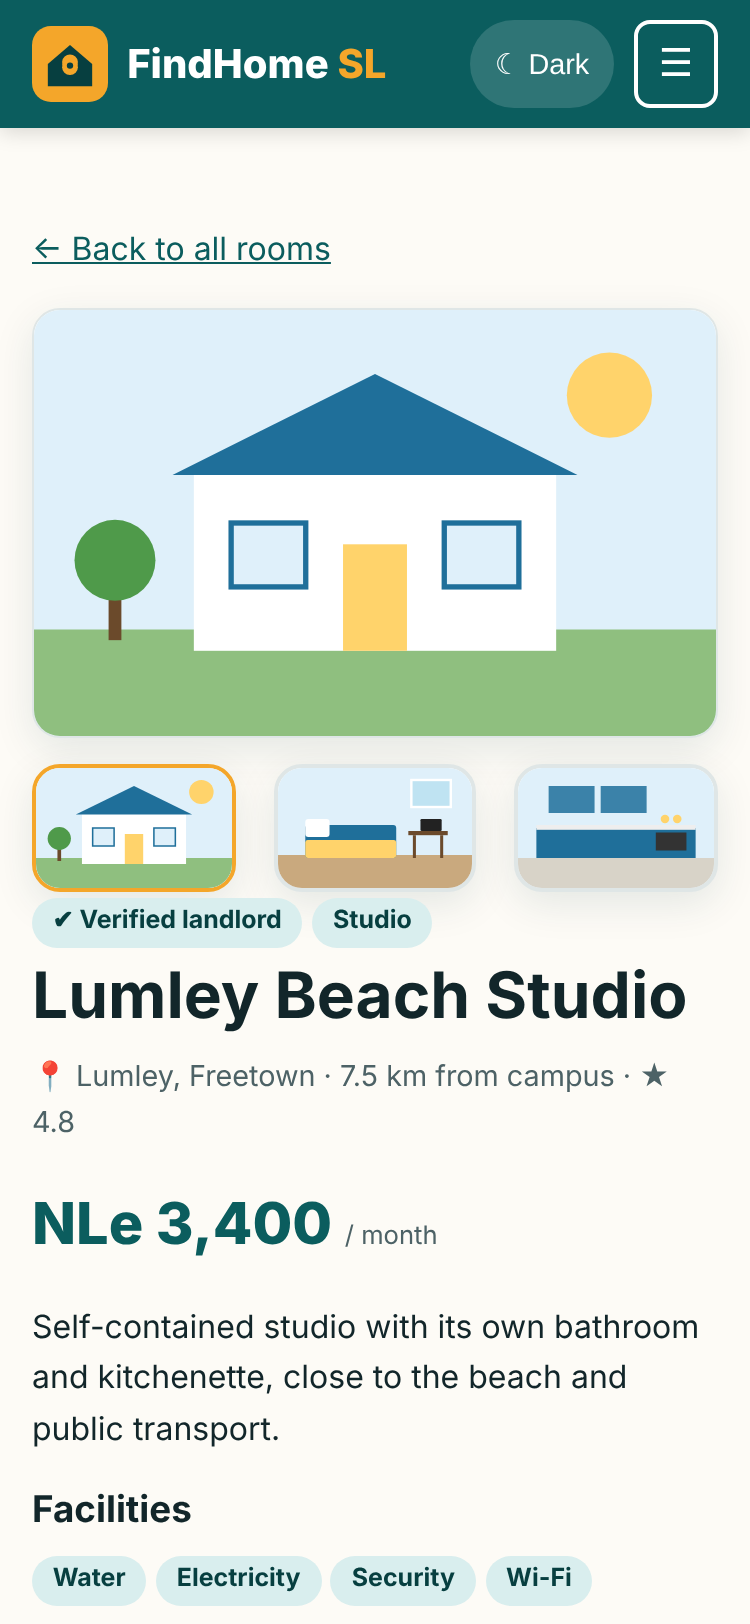 FindHome SL
☾ Dark
☰
← Back to all rooms
✔ Verified landlord
Studio
Lumley Beach Studio
📍 Lumley, Freetown · 7.5 km from campus · ★
4.8
NLe 3,400 / month
Self-contained studio with its own bathroom
and kitchenette, close to the beach and
public transport.
Facilities
Water
Electricity
Security
Wi-Fi